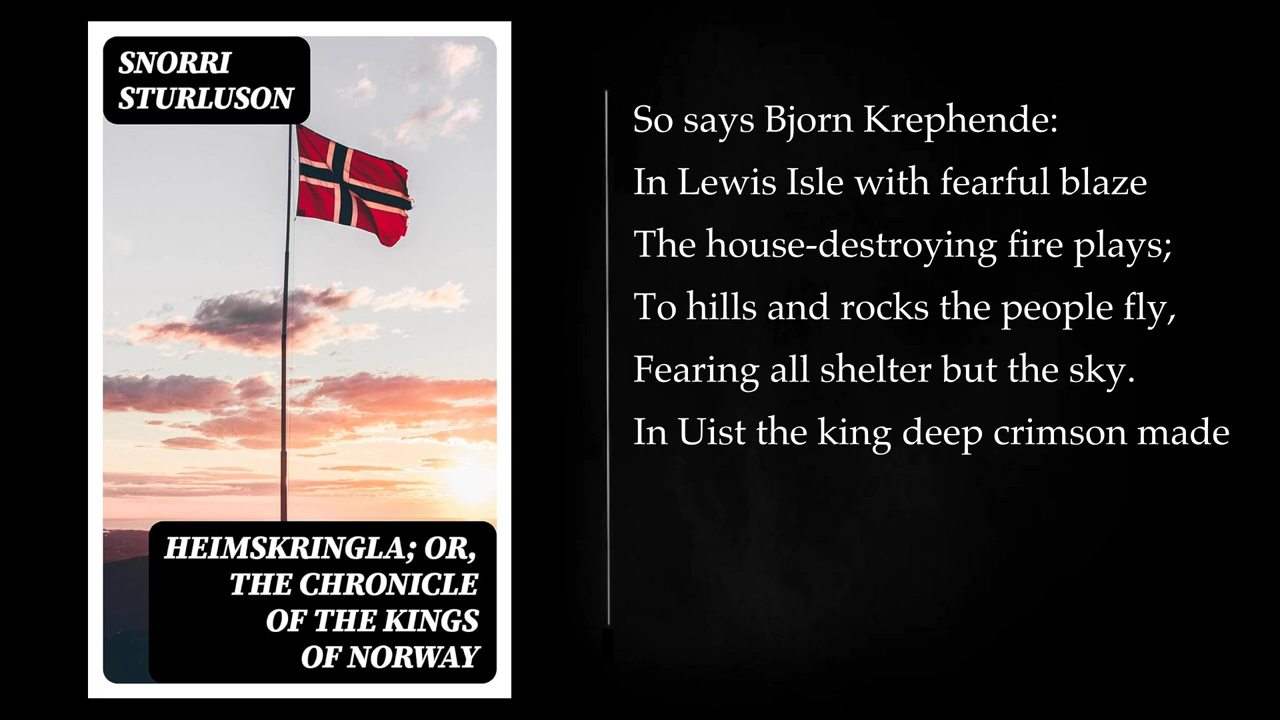 SNORRI
STURLUSON
HEIMSKRINGLA; OR,
THE CHRONICLE
OF THE KINGS
OF NORWAY
So says Bjorn Krephende:
In Lewis Isle with fearful blaze
The house-destroying fire plays;
To hills and rocks the people fly,
Fearing all shelter but the sky.
In Uist the king deep crimson made